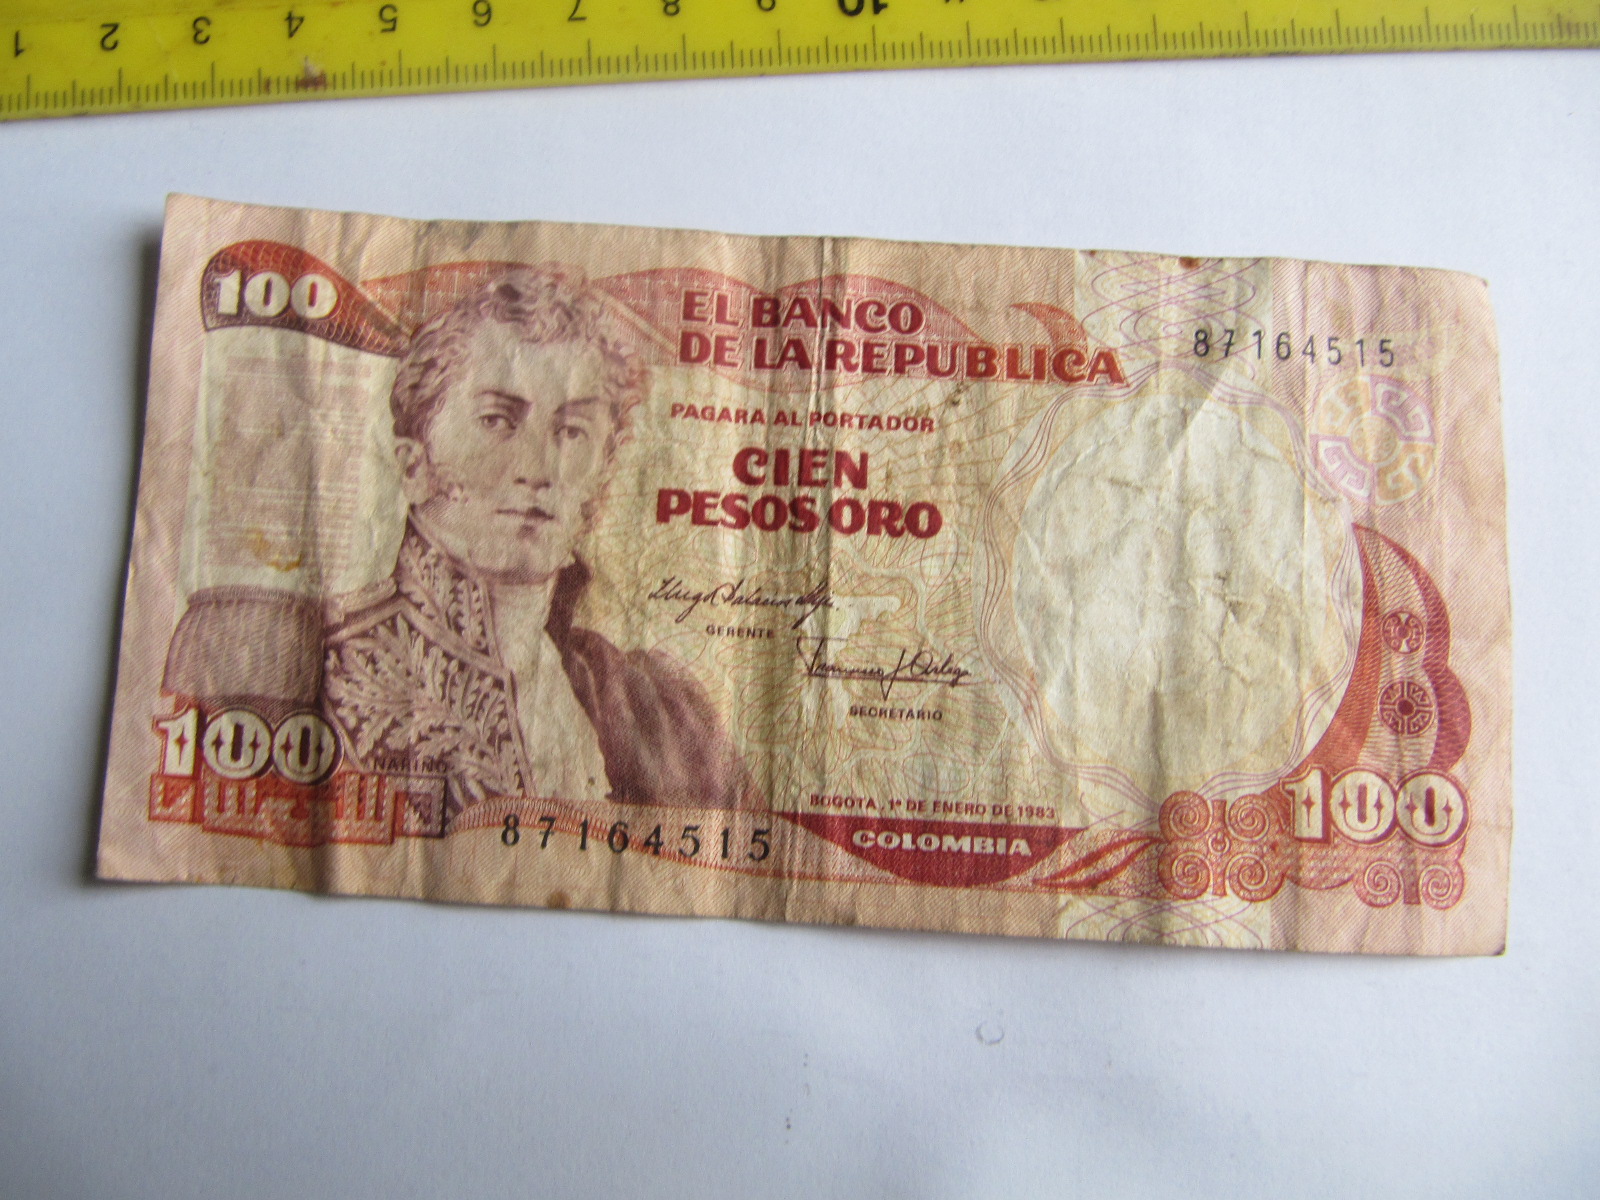 1 2 3 4 5 6 7 8 9 10
100
EL BANCO
DE LA REPUBLICA
87164515
PAGARA AL PORTADOR
CIEN
PESOS ORO
GERENTE
SECRETARIO
100
NARIÑO
BOGOTA, 1º DE ENERO DE 1983
COLOMBIA
87164515
100